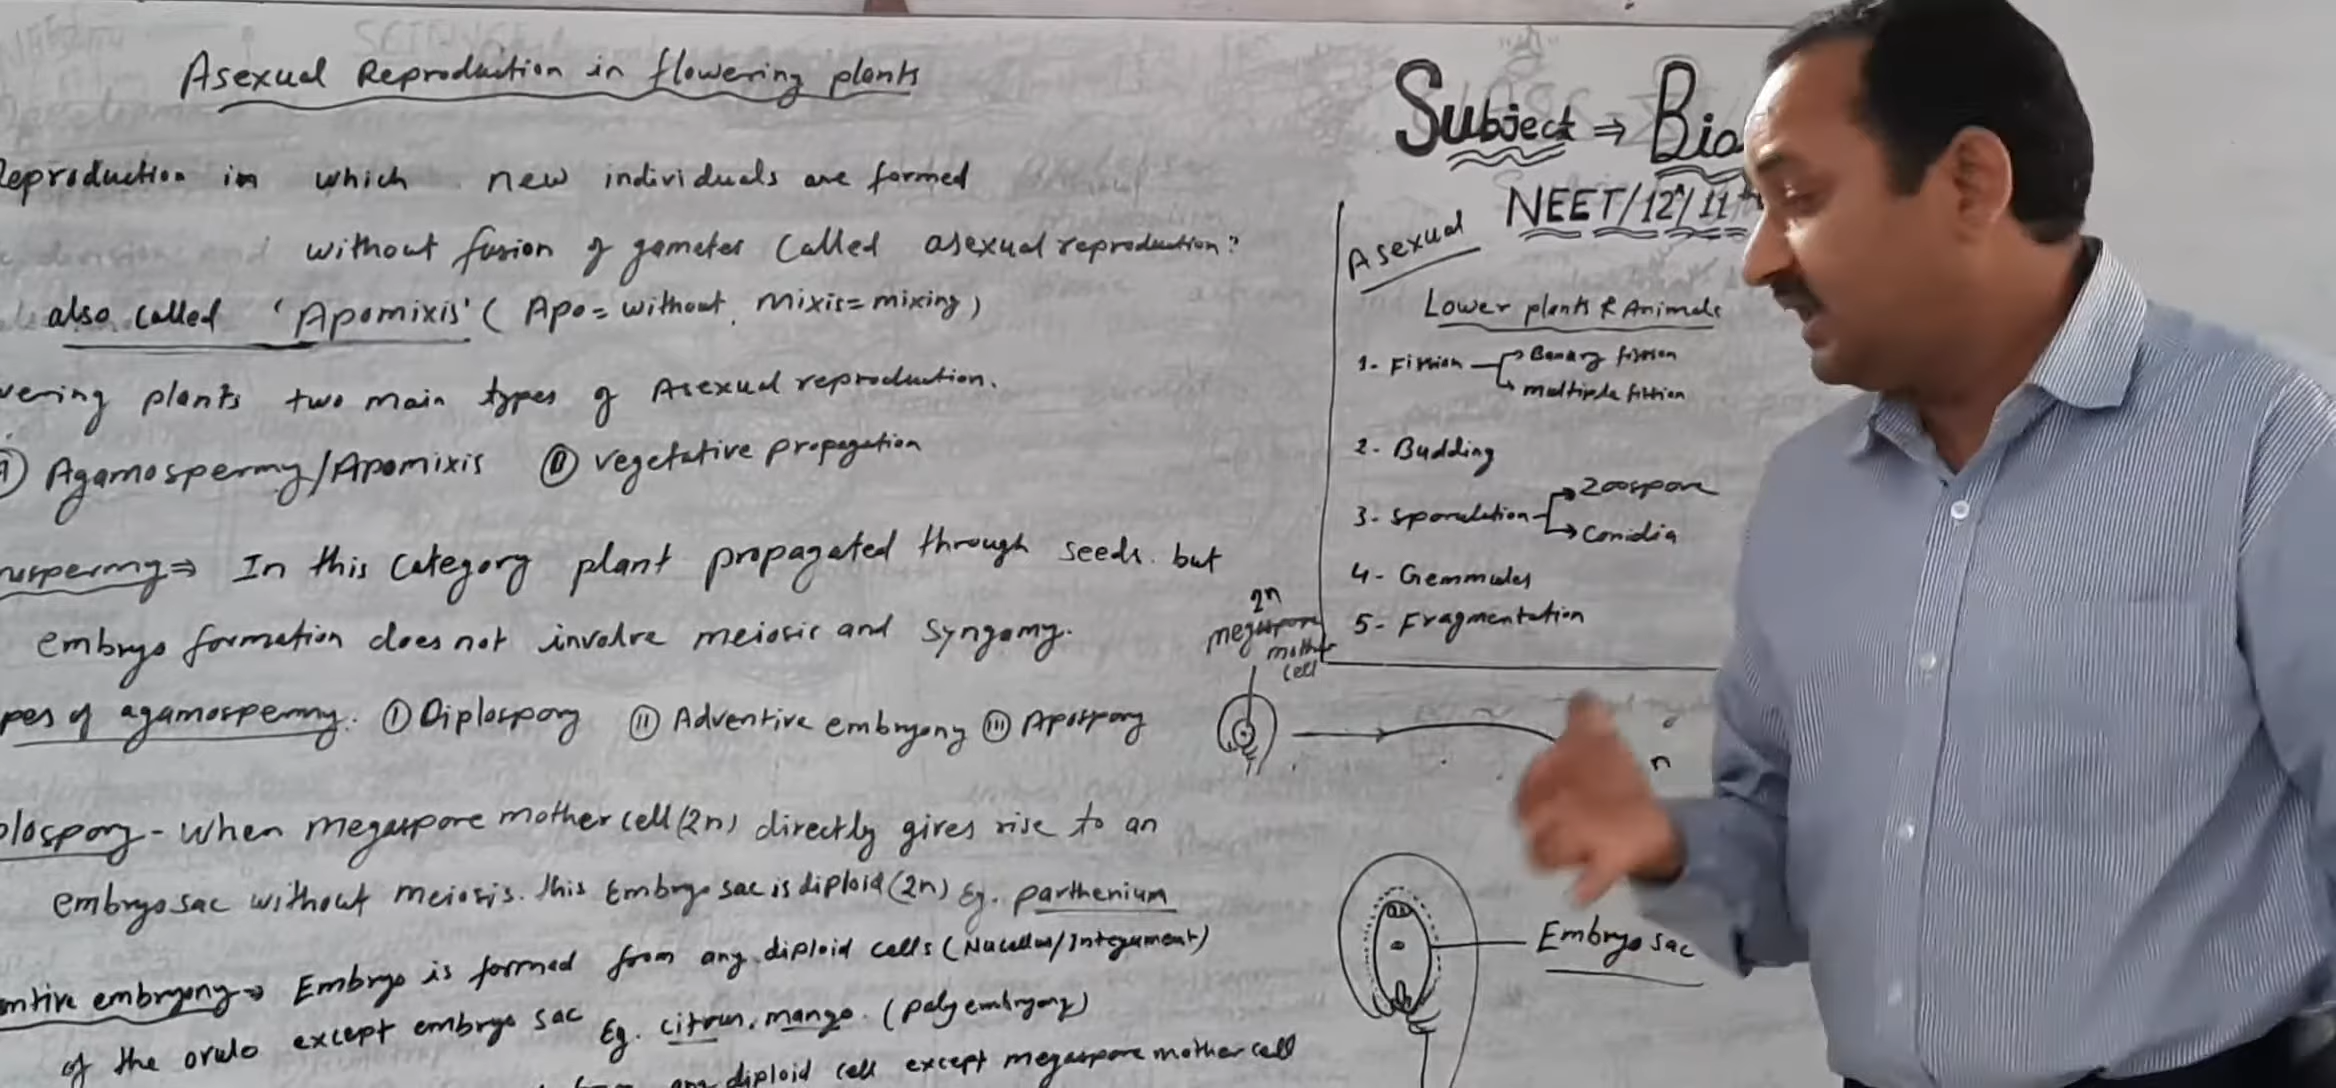 Asexual Reproduction in flowering plants
Reproduction in which new individuals are formed
without fusion of gametes called asexual reproduction
also called 'Apomixis' (Apo= without, Mixis= mixing)
vering plants two main types of Asexual reproduction.
I Agamospermy/Apomixis II vegetative propagation
mospermy ⇒ In this category plant propagated through seeds. but
embryo formation does not involve meiosis and syngamy.
pes of agamospermy. I Diplospory II Adventive embryony III Apospory
plospory - When megaspore mother cell (2n) directly gives rise to an
embryo sac without meiosis. this Embryo sac is diploid (2n) Eg. parthenium
entive embryony ⇒ Embryo is formed from any diploid cells (Nucellus/Integument)
of the ovule except embryo sac Eg. citrus, mango. (polyembryony)
from any diploid cell except megaspore mother cell
Subject ⇒ Bio
NEET/12th/11th
Asexual
Lower plants & Animals
1- Fission → Binary fission
→ multiple fission
2- Budding
3- Sporulation → Zoospore
→ Conidia
4- Gemmules
5- Fragmentation
2n
megaspore
mother
cell
n
Embryo sac